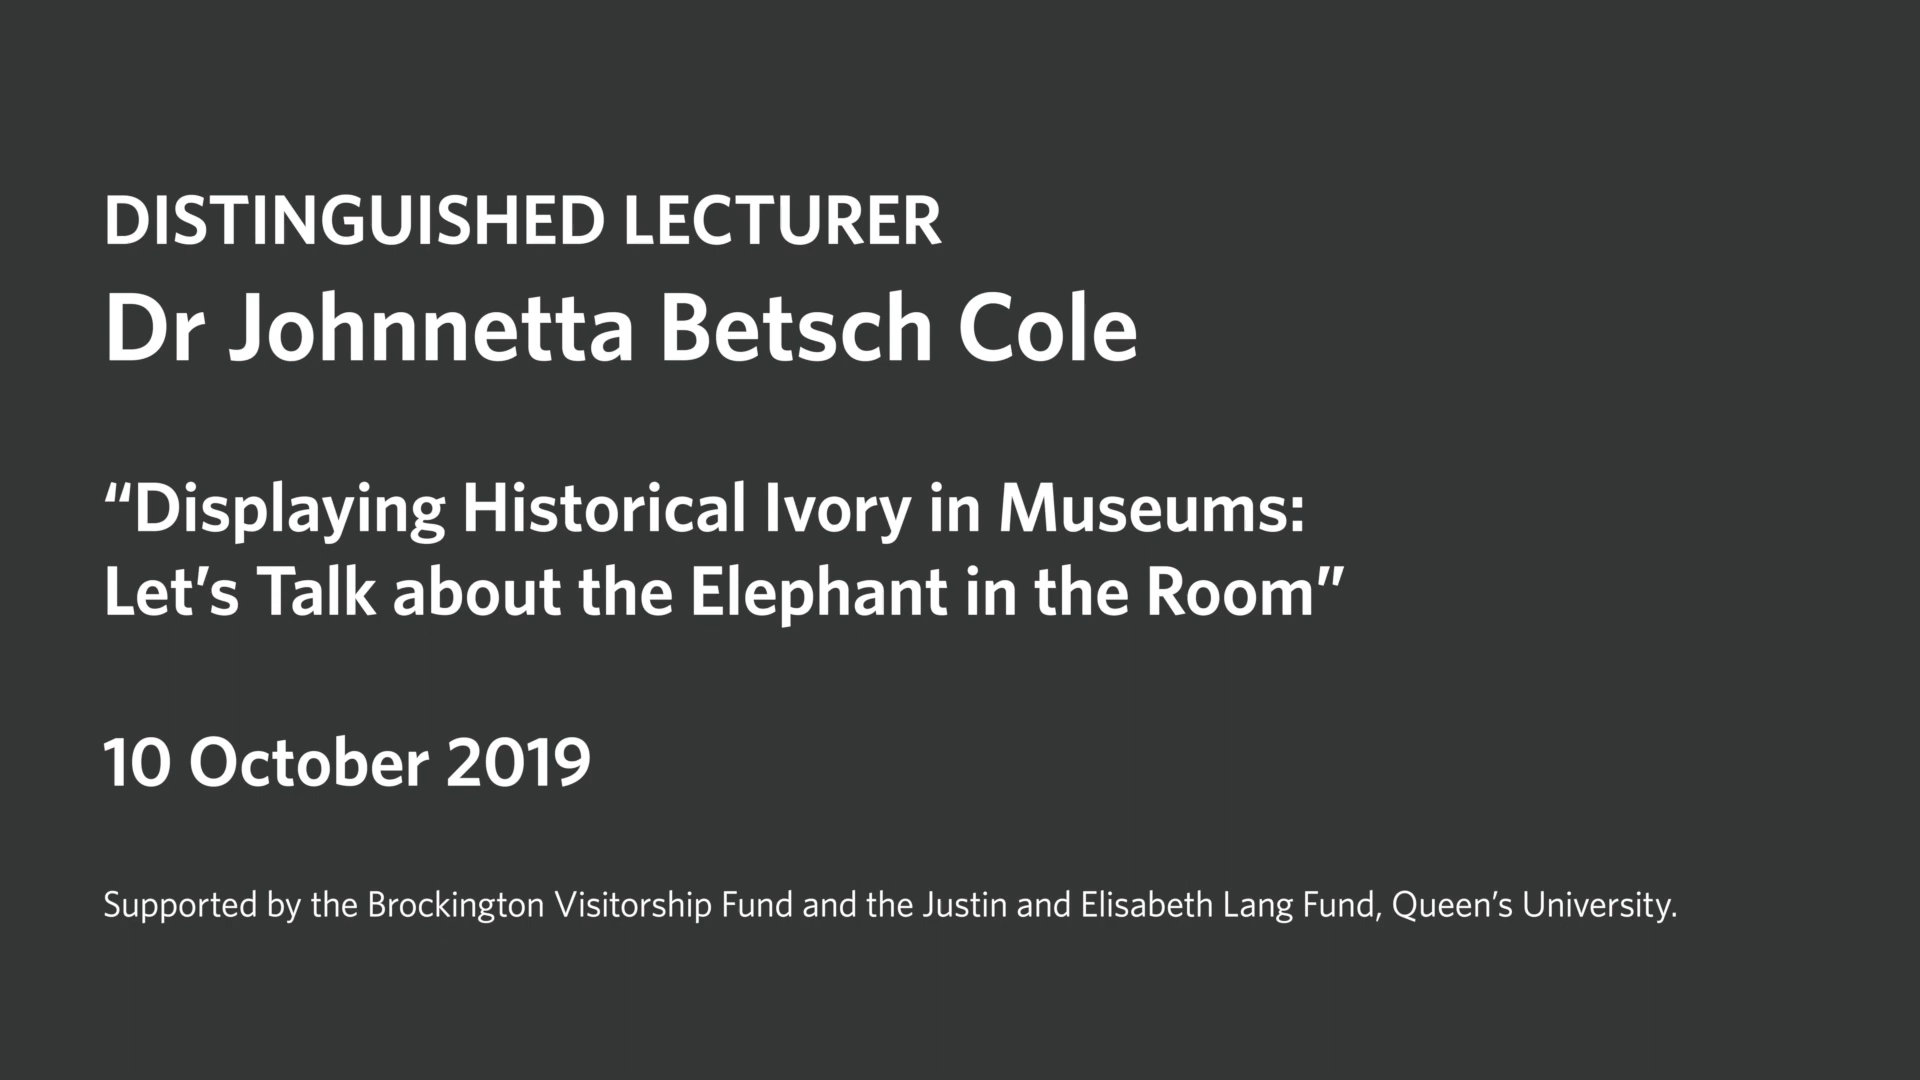 DISTINGUISHED LECTURER
Dr Johnnetta Betsch Cole
“Displaying Historical Ivory in Museums:
Let’s Talk about the Elephant in the Room”
10 October 2019
Supported by the Brockington Visitorship Fund and the Justin and Elisabeth Lang Fund, Queen’s University.